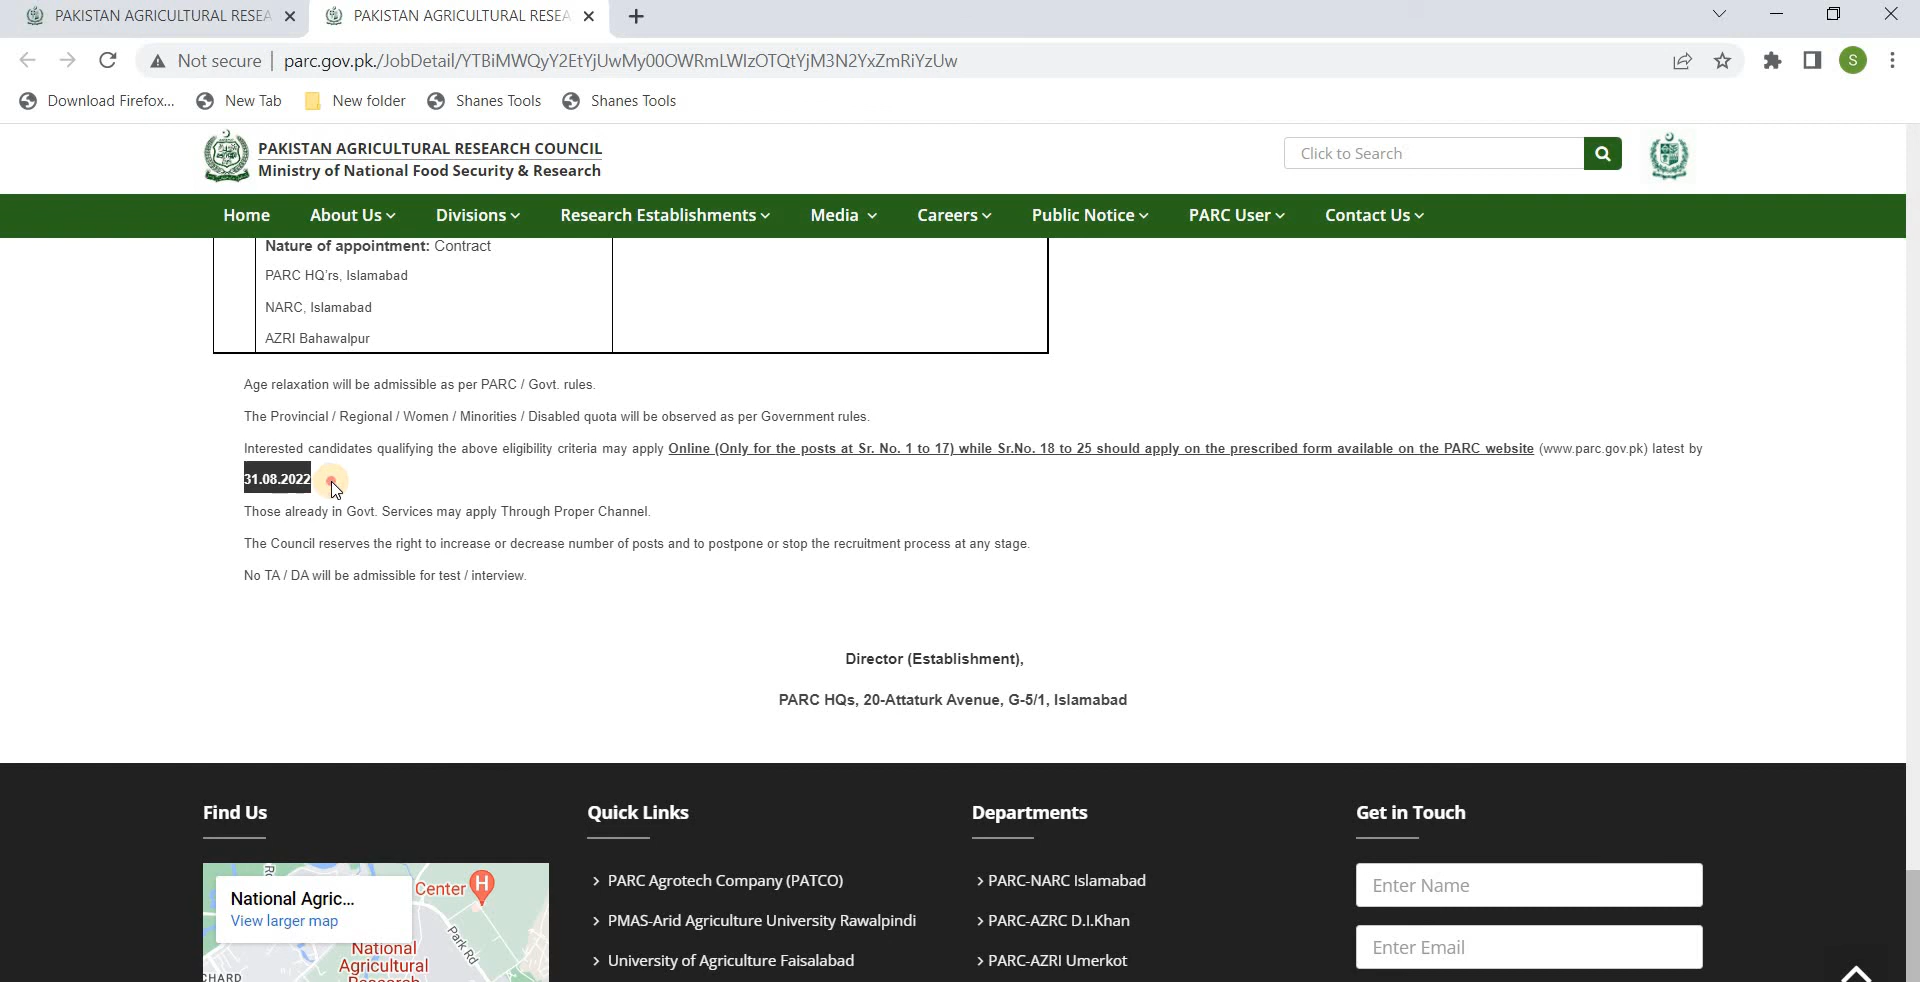 PAKISTAN AGRICULTURAL RESEA
PAKISTAN AGRICULTURAL RESEA
Not secure
parc.gov.pk./JobDetail/YTBiMWQyY2EtYjUwMy00OWRmLWIzOTQtYjM3N2YxZmRiYzUw
S
Download Firefox...
New Tab
New folder
Shanes Tools
Shanes Tools
PAKISTAN AGRICULTURAL RESEARCH COUNCIL
Ministry of National Food Security & Research
Click to Search
Home About Us Divisions Research Establishments Media Careers Public Notice PARC User Contact Us
Nature of appointment: Contract
PARC HQ's, Islamabad
NARC, Islamabad
AZRI Bahawalpur
Age relaxation will be admissible as per PARC / Govt. rules.
The Provincial / Regional / Women / Minorities / Disabled quota will be observed as per Government rules.
Interested candidates qualifying the above eligibility criteria may apply Online (Only for the posts at Sr. No. 1 to 17) while Sr.No. 18 to 25 should apply on the prescribed form available on the PARC website (www.parc.gov.pk) latest by
31.08.2022
Those already in Govt. Services may apply Through Proper Channel.
The Council reserves the right to increase or decrease number of posts and to postpone or stop the recruitment process at any stage.
No TA / DA will be admissible for test / interview.
Director (Establishment),
PARC HQs, 20-Attaturk Avenue, G-5/1, Islamabad
Find Us
National Agric...
View larger map
Center
H
Park Rd
National
Agricultural
CHARD
Quick Links
> PARC Agrotech Company (PATCO)
> PMAS-Arid Agriculture University Rawalpindi
> University of Agriculture Faisalabad
Departments
> PARC-NARC Islamabad
> PARC-AZRC D.I.Khan
> PARC-AZRI Umerkot
Get in Touch
Enter Name
Enter Email